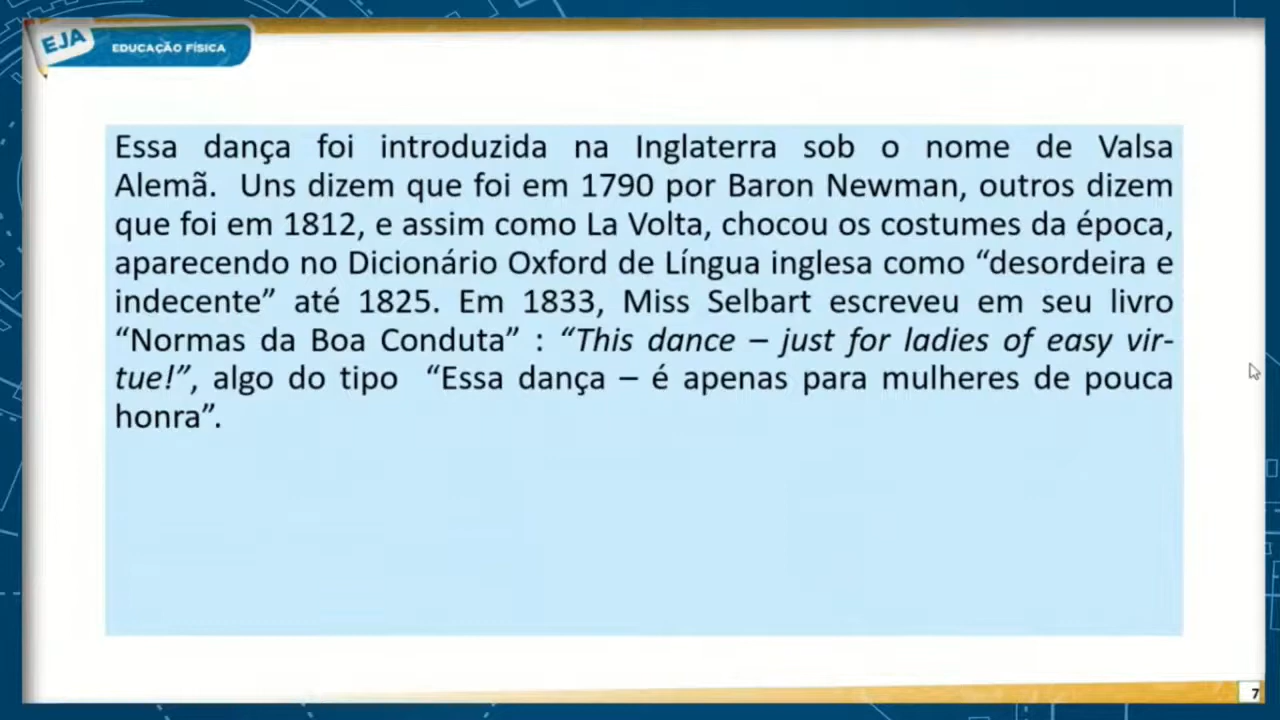 EJA
EDUCAÇÃO FÍSICA
Essa dança foi introduzida na Inglaterra sob o nome de Valsa
Alemã. Uns dizem que foi em 1790 por Baron Newman, outros dizem
que foi em 1812, e assim como La Volta, chocou os costumes da época,
aparecendo no Dicionário Oxford de Língua inglesa como “desordeira e
indecente” até 1825. Em 1833, Miss Selbart escreveu em seu livro
“Normas da Boa Conduta” : “This dance – just for ladies of easy vir-
tue!”, algo do tipo “Essa dança – é apenas para mulheres de pouca
honra”.
7